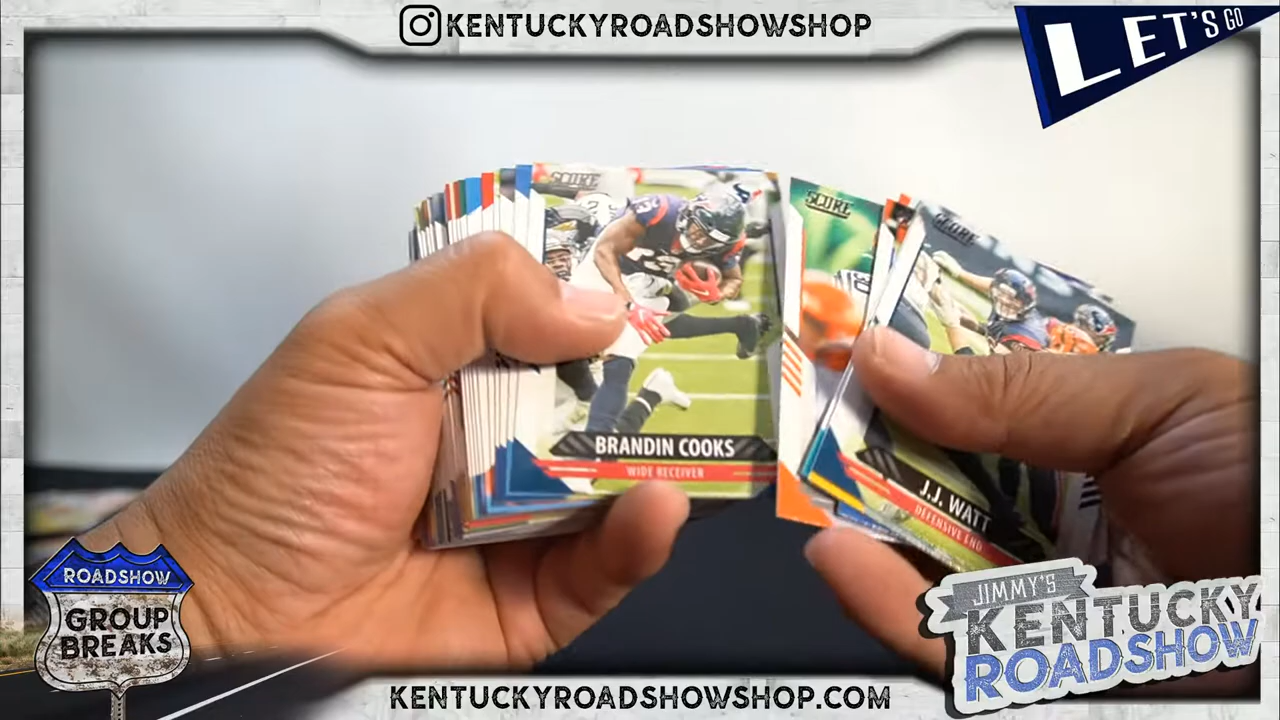 KENTUCKYROADSHOWSHOP
LET'S GO
SCORE
SCORE
SCORE
BRANDIN COOKS
WIDE RECEIVER
J.J. WATT
DEFENSIVE END
ROADSHOW
GROUP
BREAKS
JIMMY'S
KENTUCKY
ROADSHOW
KENTUCKYROADSHOWSHOP.COM